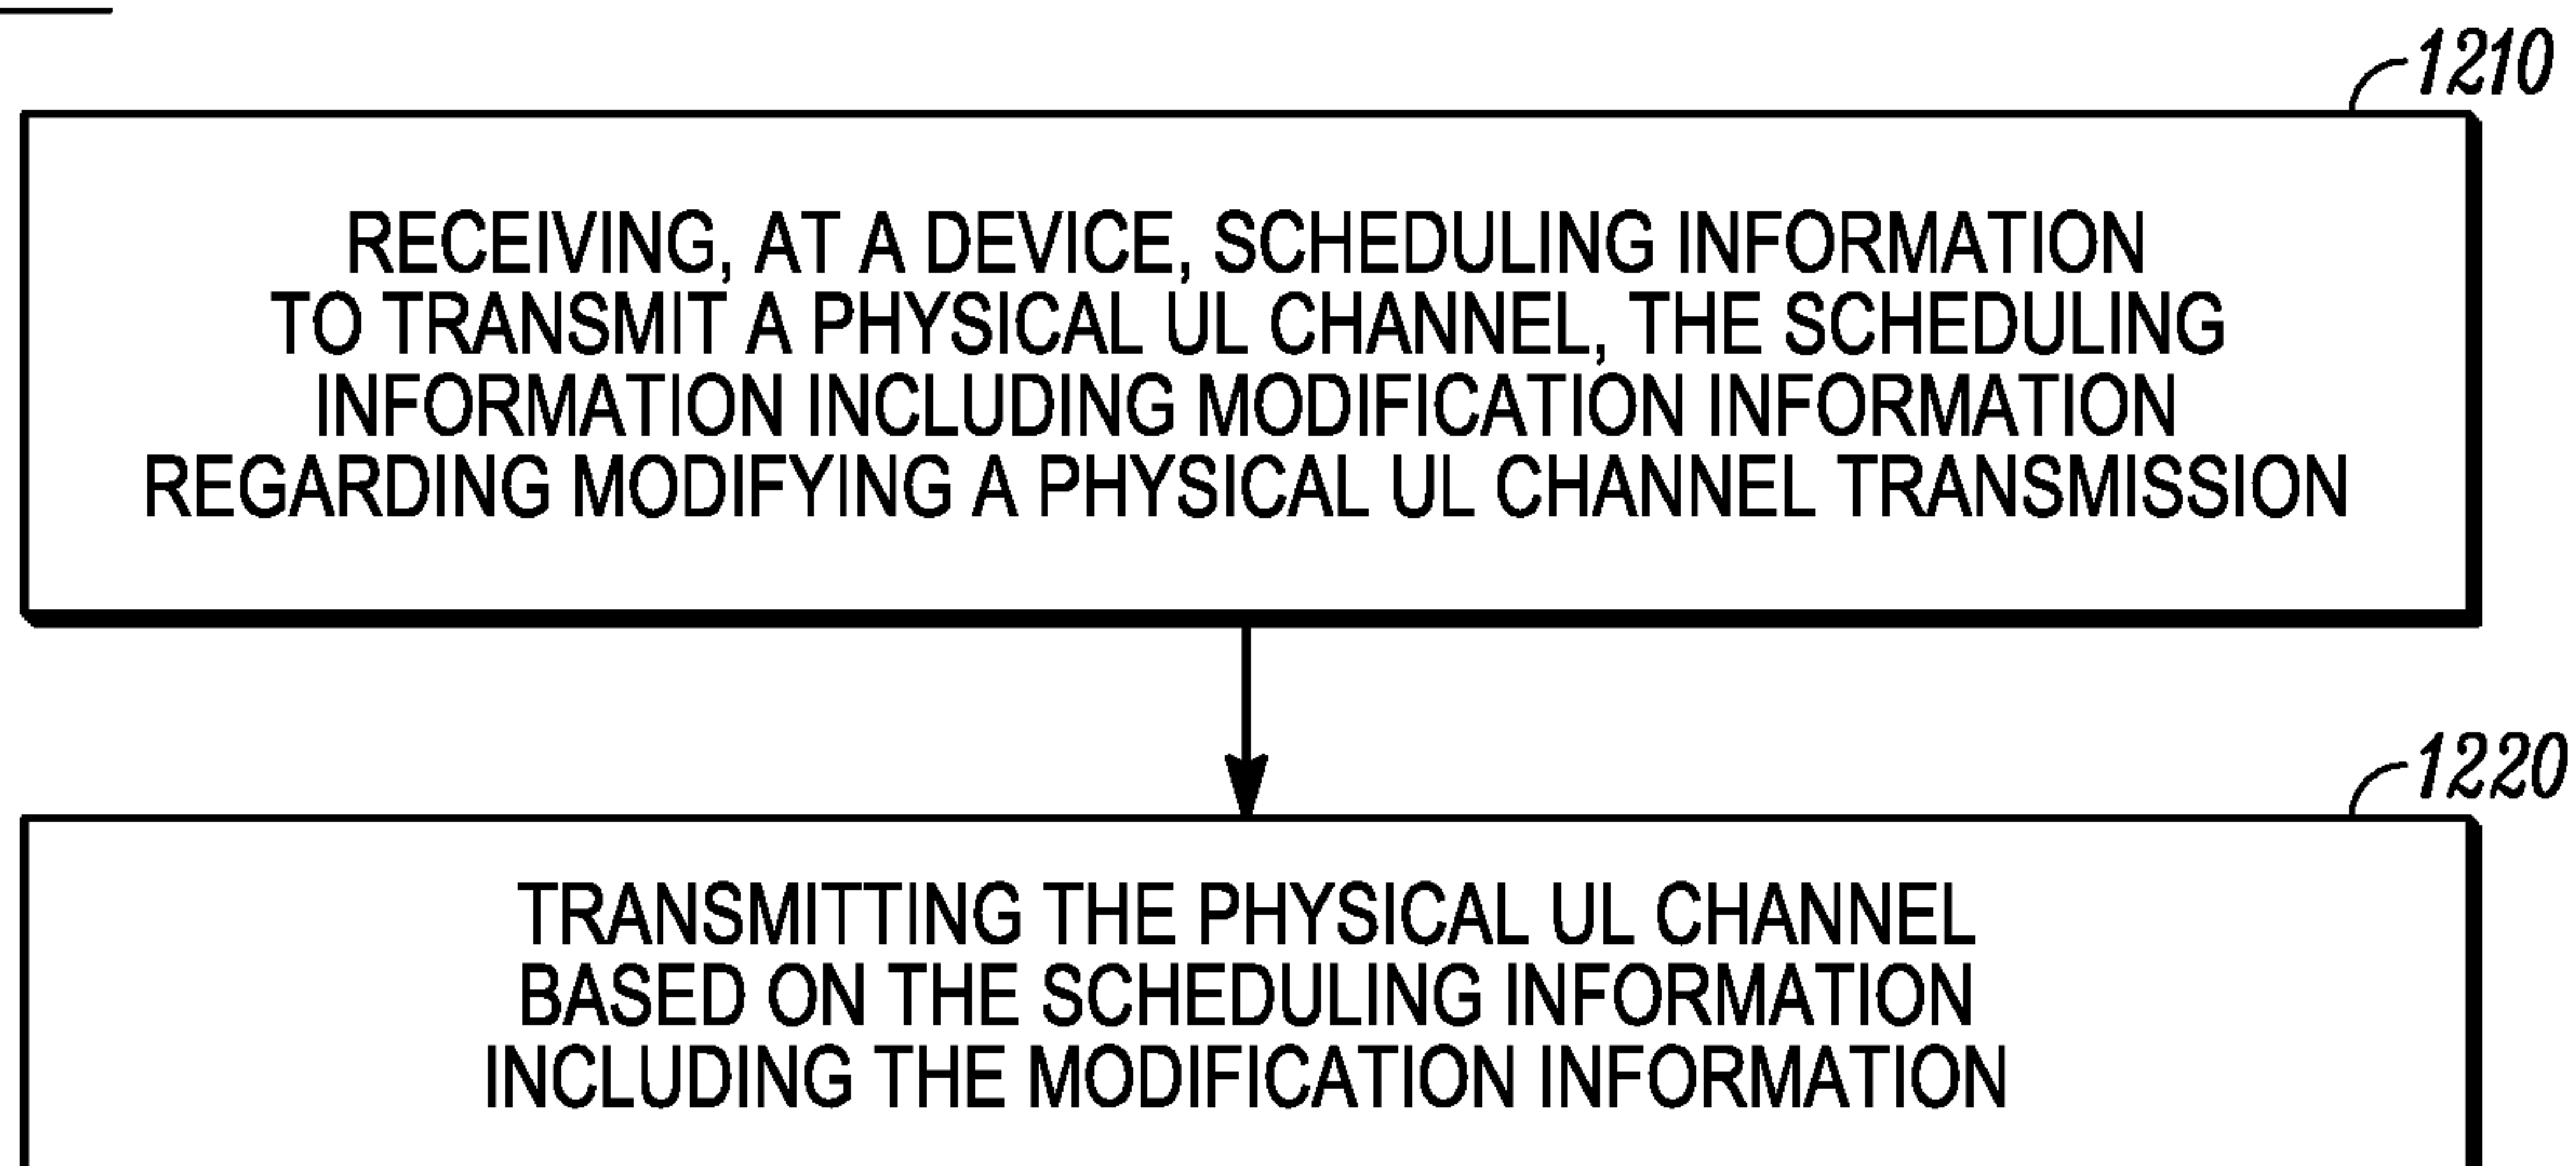 1210
RECEIVING, AT A DEVICE, SCHEDULING INFORMATION
TO TRANSMIT A PHYSICAL UL CHANNEL, THE SCHEDULING
INFORMATION INCLUDING MODIFICATION INFORMATION
REGARDING MODIFYING A PHYSICAL UL CHANNEL TRANSMISSION
1220
TRANSMITTING THE PHYSICAL UL CHANNEL
BASED ON THE SCHEDULING INFORMATION
INCLUDING THE MODIFICATION INFORMATION